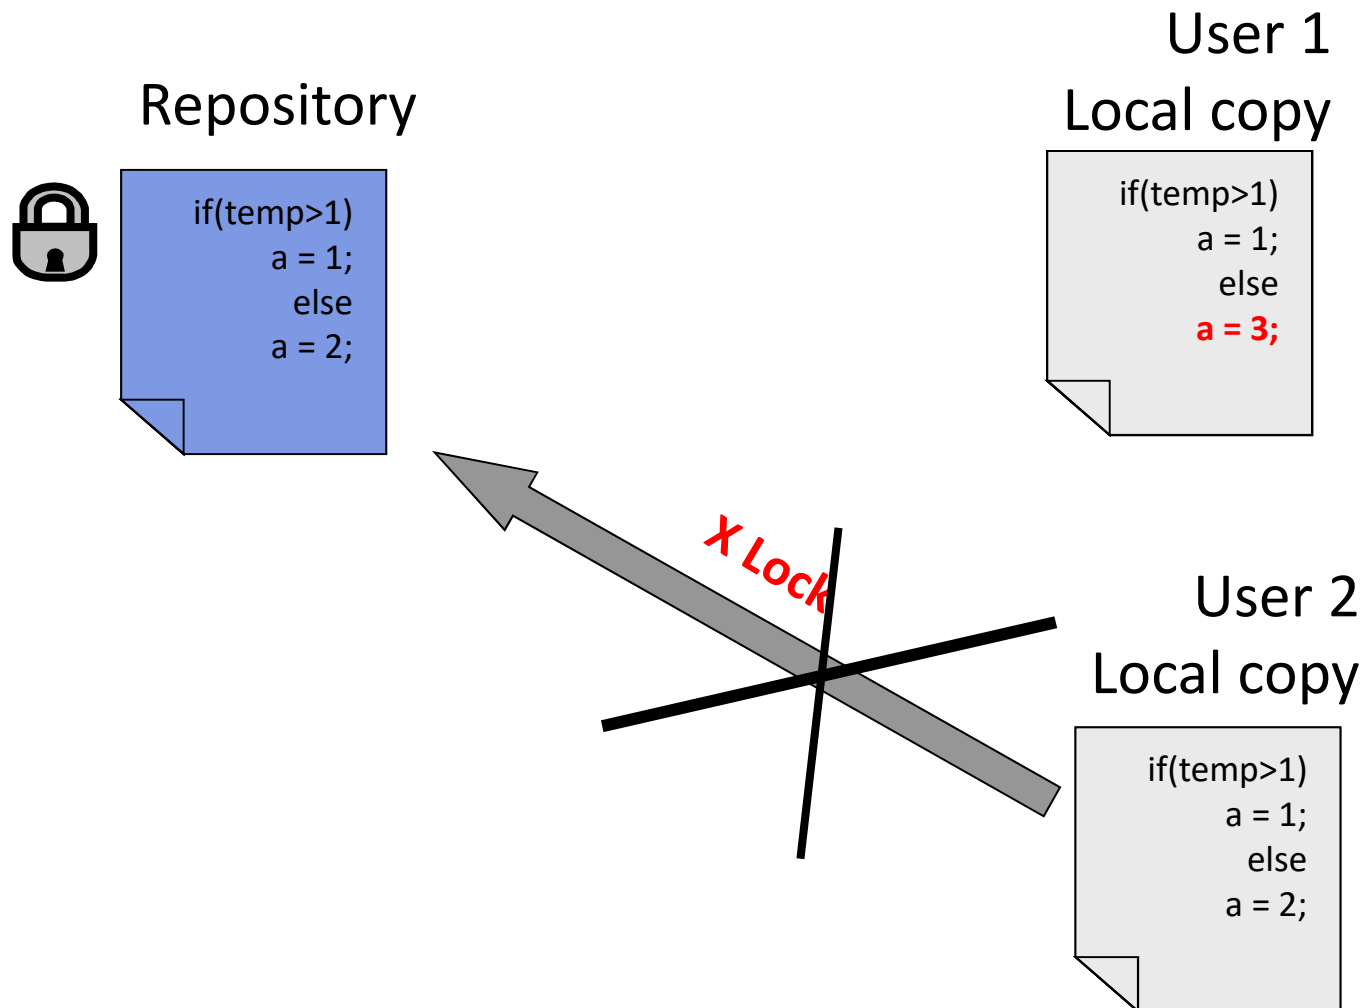 Repository
if(temp>1)
a = 1;
else
a = 2;
User 1
Local copy
if(temp>1)
a = 1;
else
a = 3;
X Lock
User 2
Local copy
if(temp>1)
a = 1;
else
a = 2;